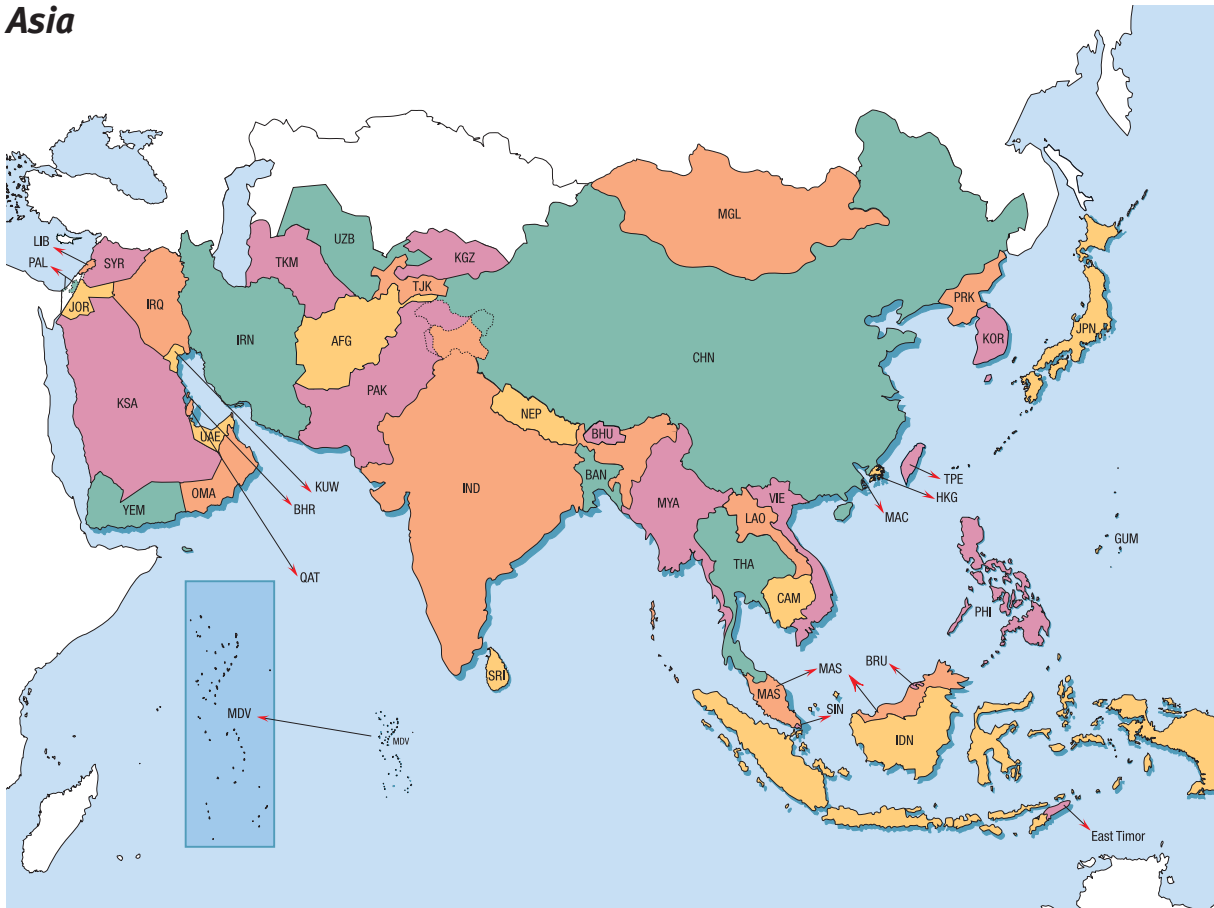 Asia
MGL
UZB
LIB
KGZ
PAL
SYR
TKM
TJK
PRK
JOR
IRQ
JPN
KOR
IRN
AFG
CHN
PAK
KSA
NEP
UAE
BHU
BAN
TPE
KUW
IND
OMA
HKG
YEM
BHR
MYA
VIE
MAC
LAO
GUM
THA
QAT
CAM
PHI
BRU
MAS
SRI
MAS
SIN
MDV
MDV
IDN
East Timor